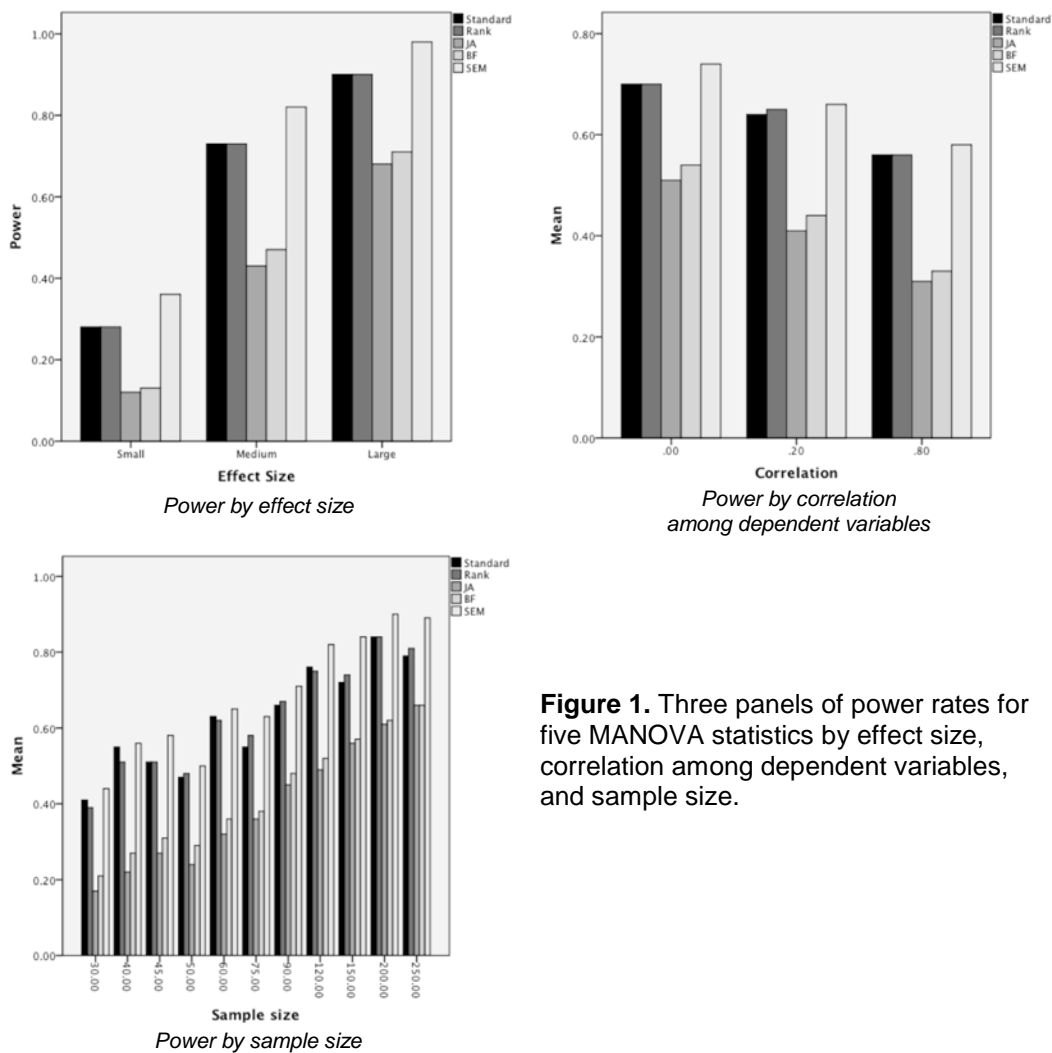 Standard
Rank
JA
BF
SEM
1.00
0.80
0.60
0.40
0.20
0.00
Power
Small Medium Large
Effect Size
Power by effect size
Standard
Rank
JA
BF
SEM
0.80
0.60
0.40
0.20
0.00
Mean
.00 .20 .80
Correlation
Power by correlation
among dependent variables
Standard
Rank
JA
BF
SEM
1.00
0.80
0.60
0.40
0.20
0.00
Mean
30.00 40.00 45.00 50.00 60.00 75.00 90.00 120.00 150.00 200.00 250.00
Sample size
Power by sample size
Figure 1. Three panels of power rates for
five MANOVA statistics by effect size,
correlation among dependent variables,
and sample size.